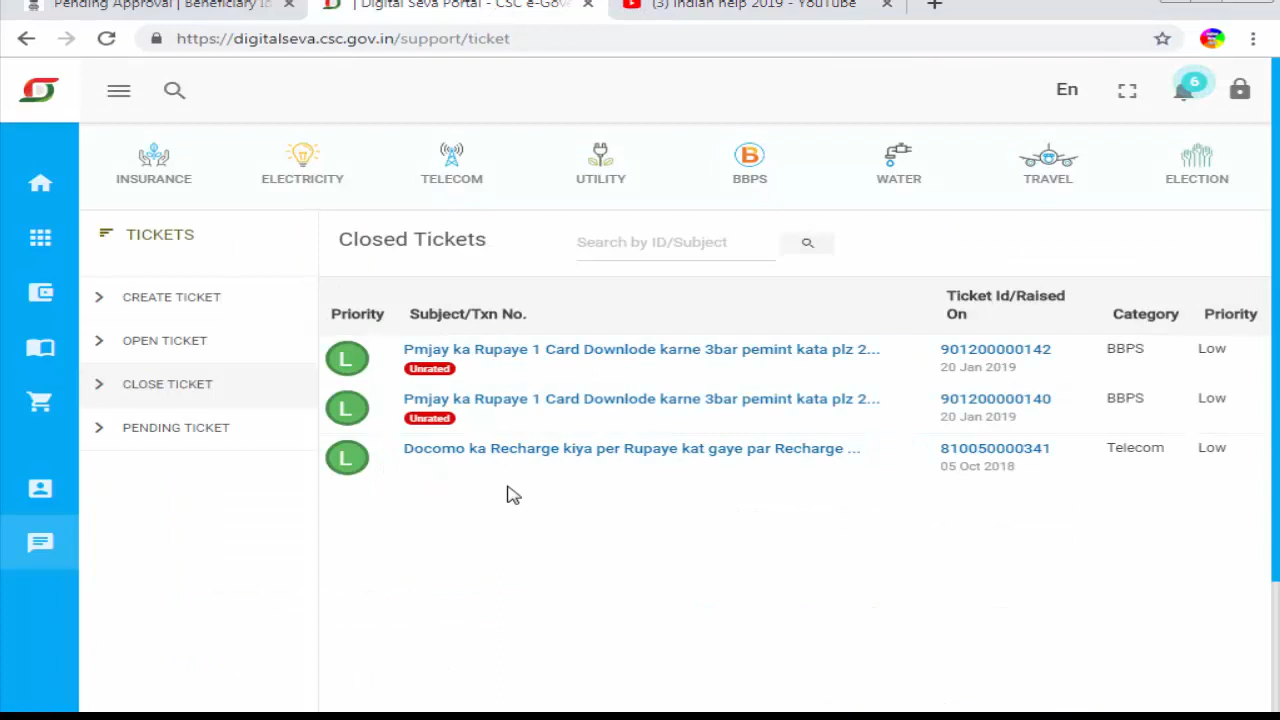 Pending Approval | Beneficiary Id
| Digital Seva Portal - CSC e-Gov
(3) Indian help 2019 - YouTube
https://digitalseva.csc.gov.in/support/ticket
En
6
INSURANCE
ELECTRICITY
TELECOM
UTILITY
B
BBPS
WATER
TRAVEL
ELECTION
TICKETS
CREATE TICKET
OPEN TICKET
CLOSE TICKET
PENDING TICKET
Closed Tickets
Search by ID/Subject
Priority Subject/Txn No. Ticket Id/Raised On Category Priority
L Pmjay ka Rupaye 1 Card Downlode karne 3bar pemint kata plz 2... 901200000142 BBPS Low
Unrated 20 Jan 2019
L Pmjay ka Rupaye 1 Card Downlode karne 3bar pemint kata plz 2... 901200000140 BBPS Low
Unrated 20 Jan 2019
L Docomo ka Recharge kiya per Rupaye kat gaye par Recharge ... 810050000341 Telecom Low
05 Oct 2018